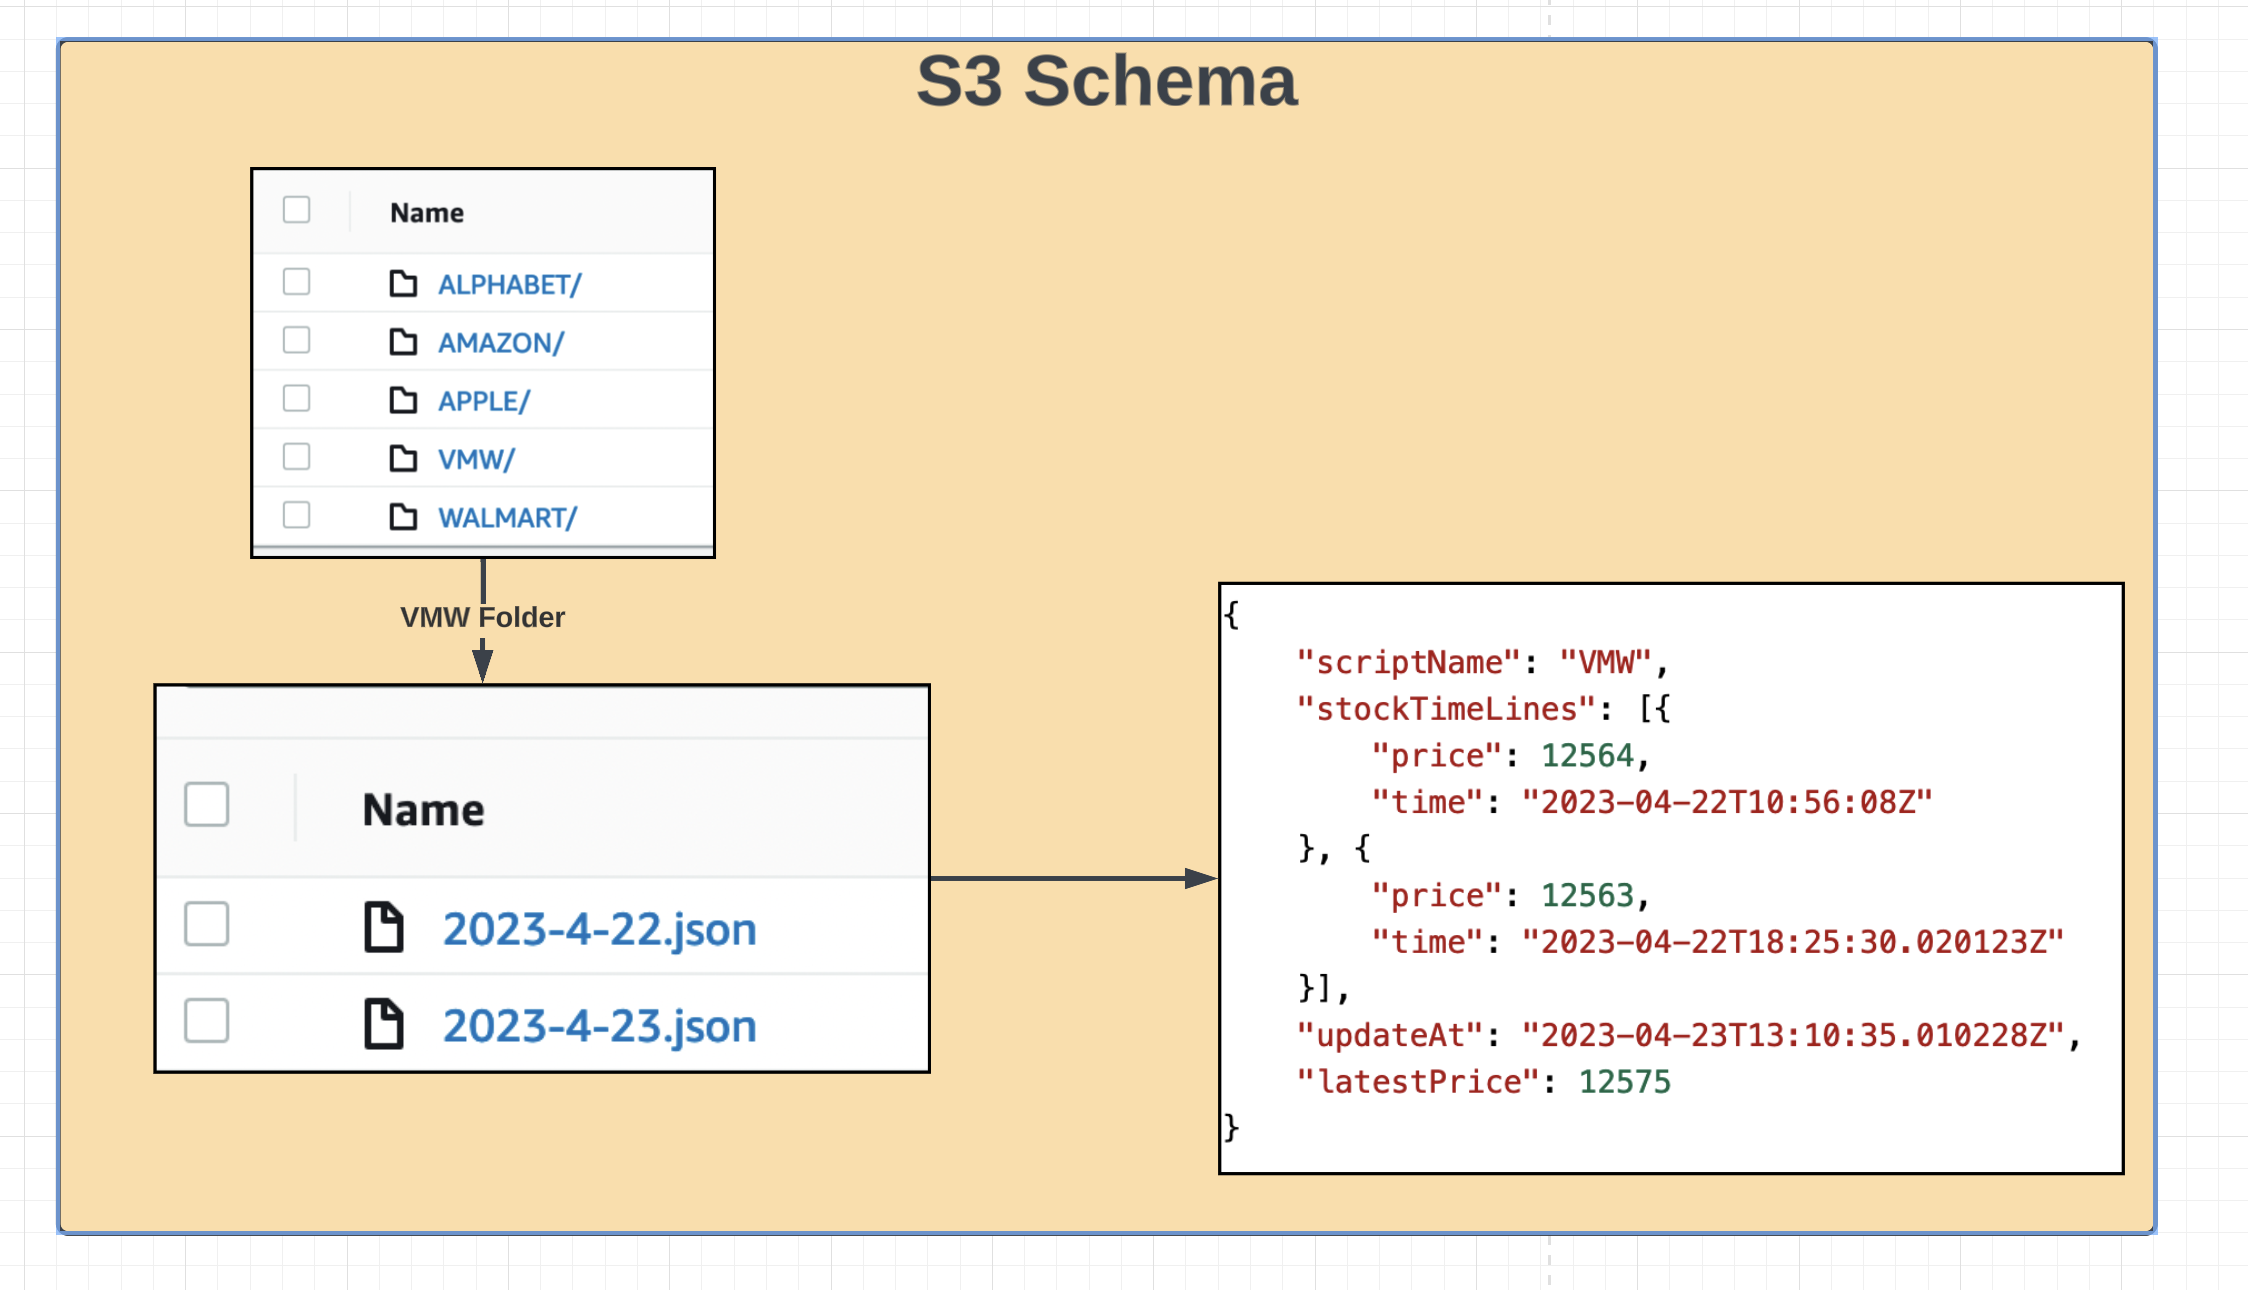 S3 Schema
Name
ALPHABET/
AMAZON/
APPLE/
VMW/
WALMART/
VMW Folder
Name
2023-4-22.json
2023-4-23.json
{
    "scriptName": "VMW",
    "stockTimeLines": [{
        "price": 12564,
        "time": "2023-04-22T10:56:08Z"
    }, {
        "price": 12563,
        "time": "2023-04-22T18:25:30.020123Z"
    }],
    "updateAt": "2023-04-23T13:10:35.010228Z",
    "latestPrice": 12575
}